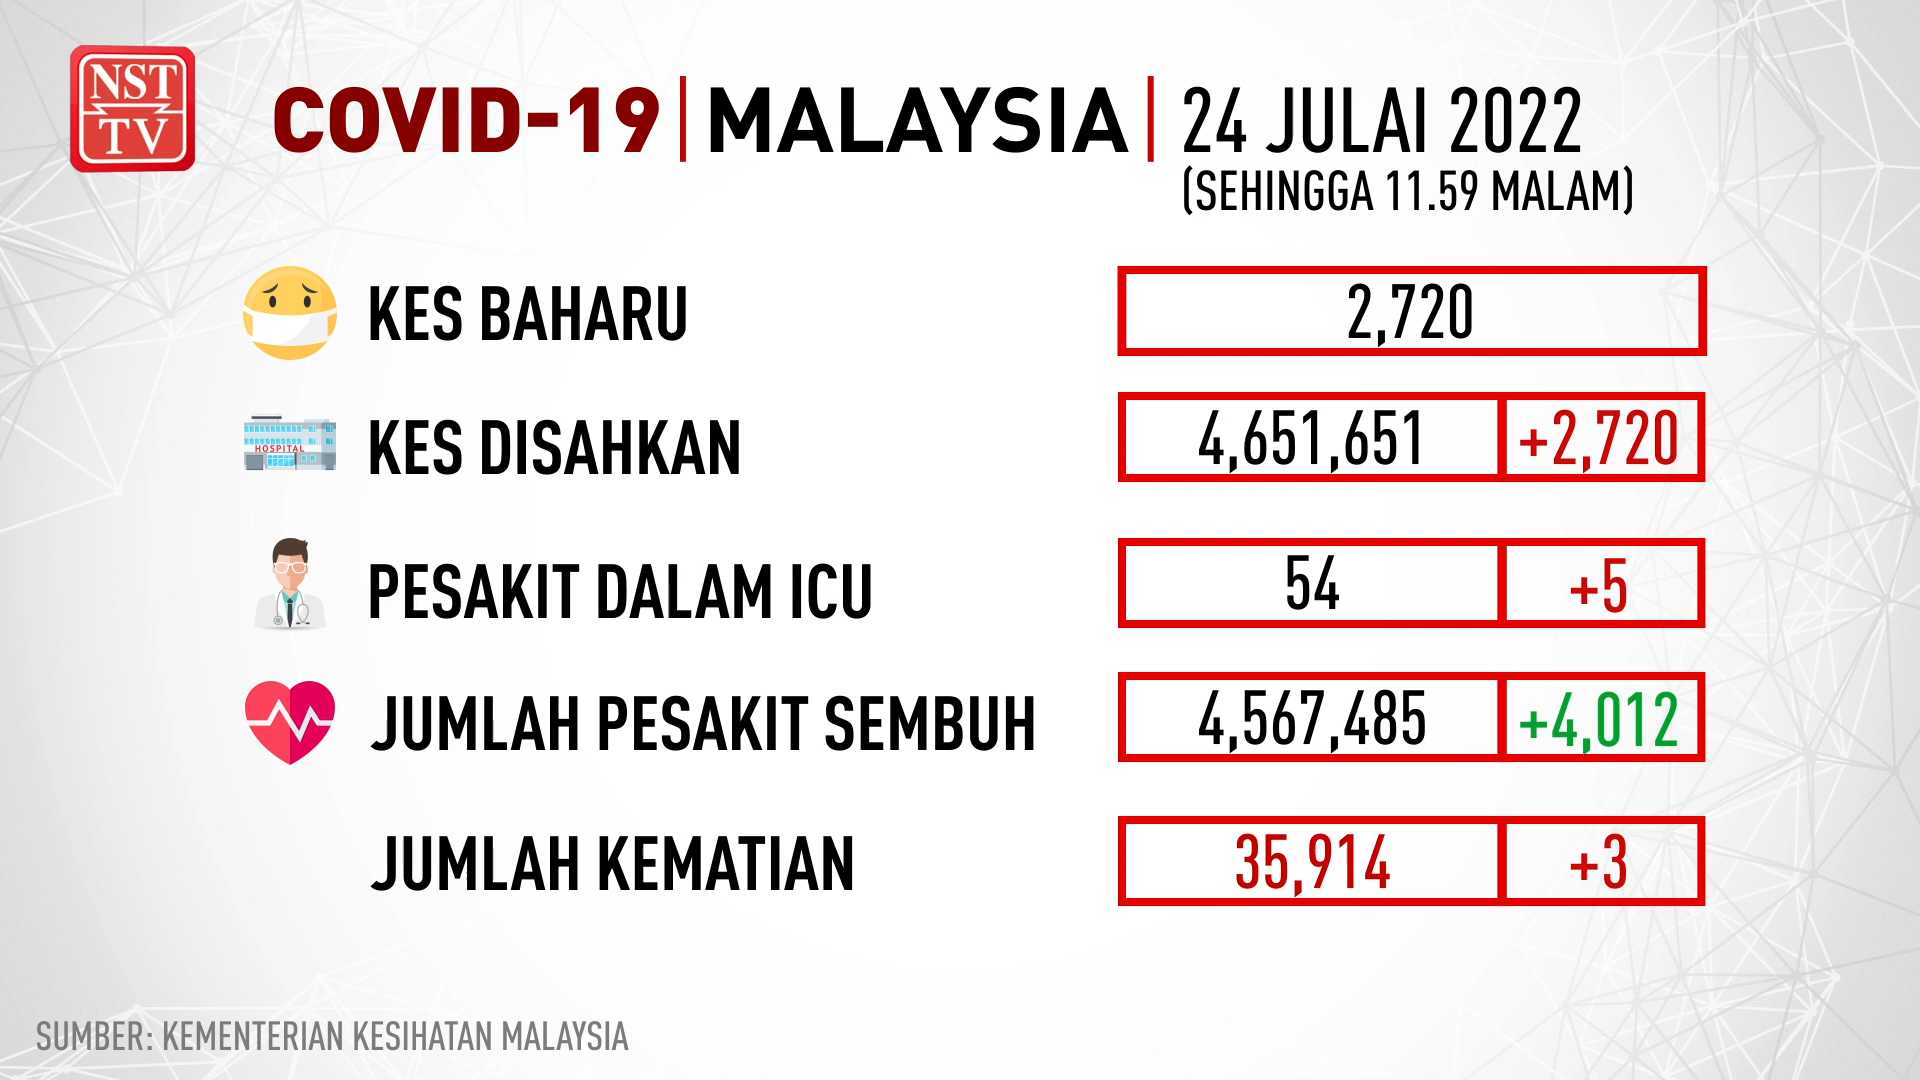 NST
TV
COVID-19 | MALAYSIA | 24 JULAI 2022
(SEHINGGA 11.59 MALAM)
KES BAHARU 2,720
HOSPITAL
KES DISAHKAN 4,651,651 +2,720
PESAKIT DALAM ICU 54 +5
JUMLAH PESAKIT SEMBUH 4,567,485 +4,012
JUMLAH KEMATIAN 35,914 +3
SUMBER: KEMENTERIAN KESIHATAN MALAYSIA